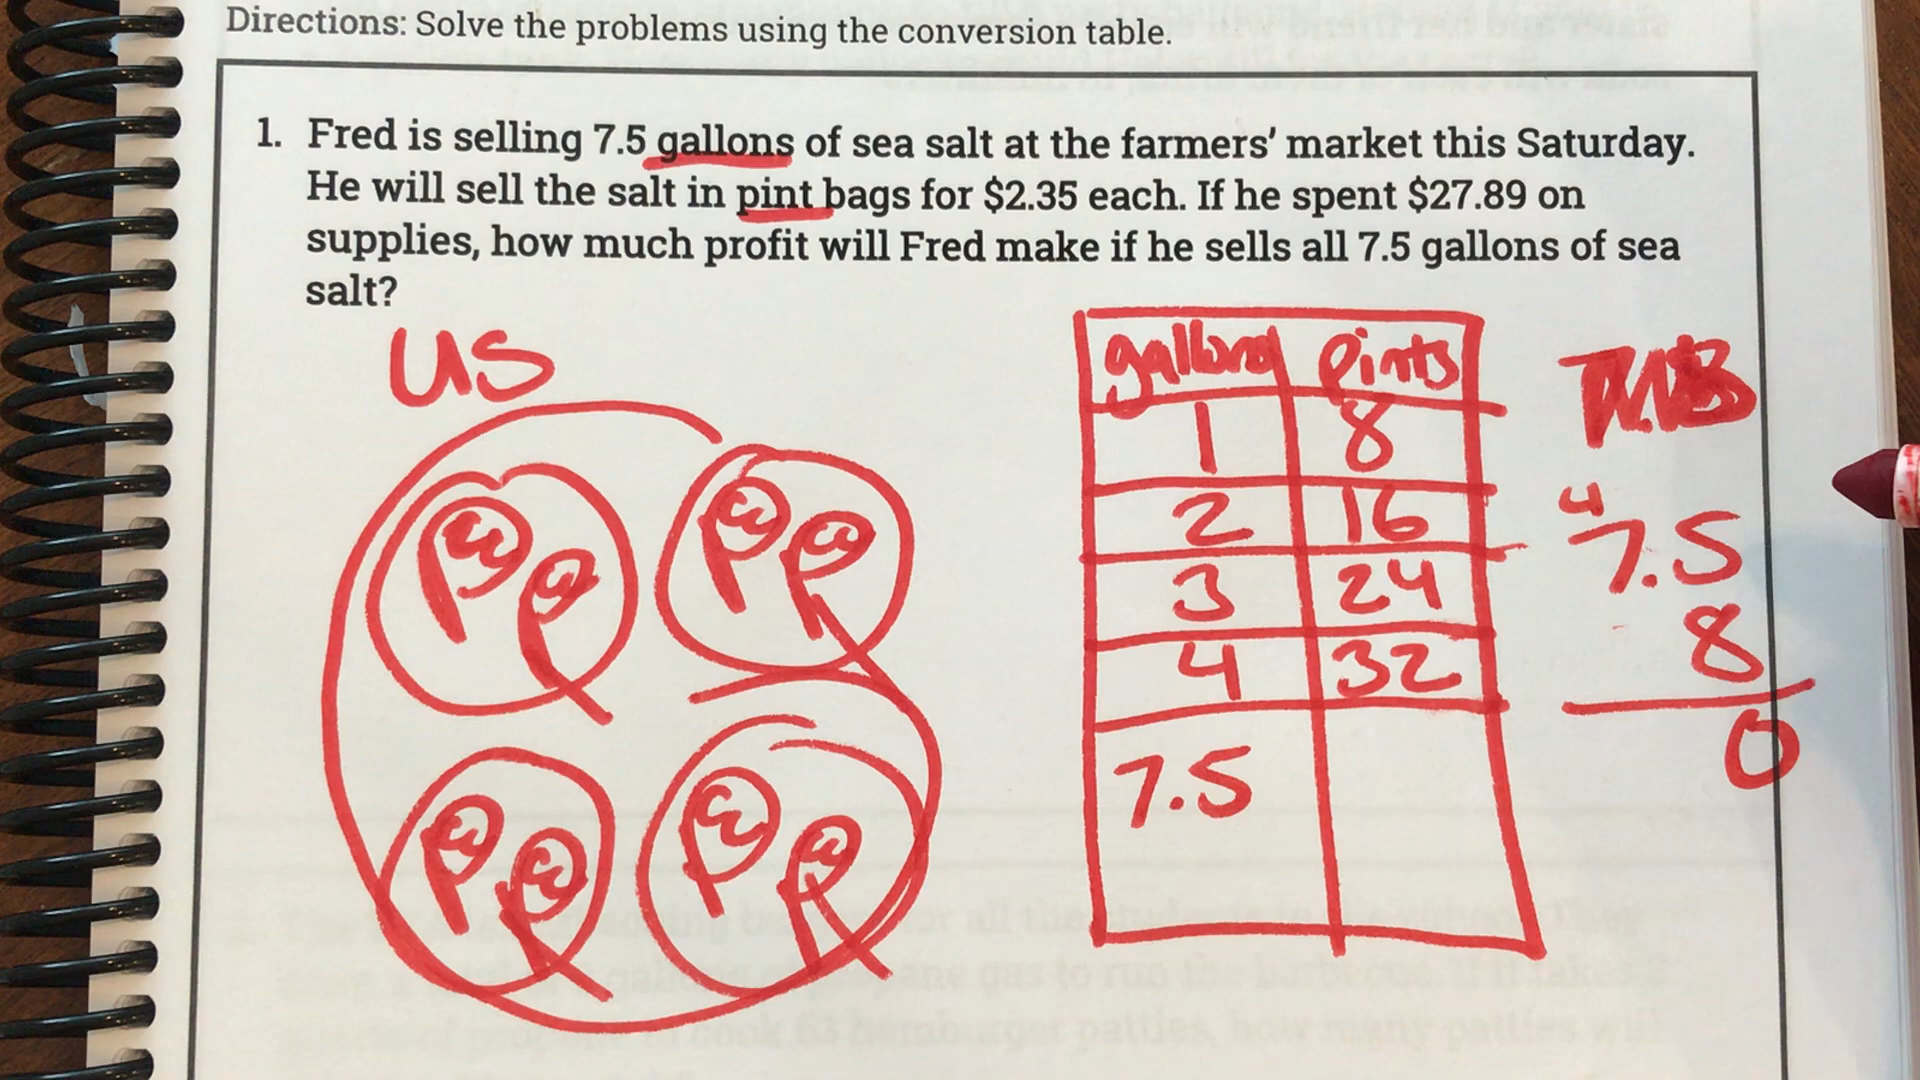 Directions: Solve the problems using the conversion table.
1. Fred is selling 7.5 gallons of sea salt at the farmers' market this Saturday.
He will sell the salt in pint bags for $2.35 each. If he spent $27.89 on
supplies, how much profit will Fred make if he sells all 7.5 gallons of sea
salt?
US
gallons pints
1 8
2 16
3 24
4 32
7.5
4
7.5
8
0
P P P P
P P P P